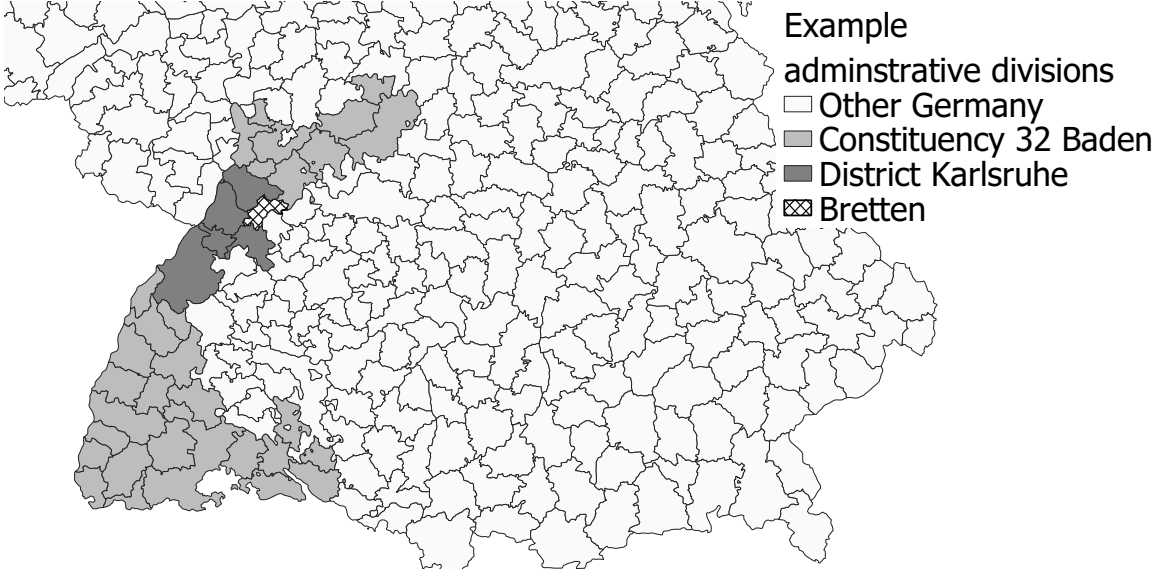 Example
adminstrative divisions
Other Germany
Constituency 32 Baden
District Karlsruhe
Bretten